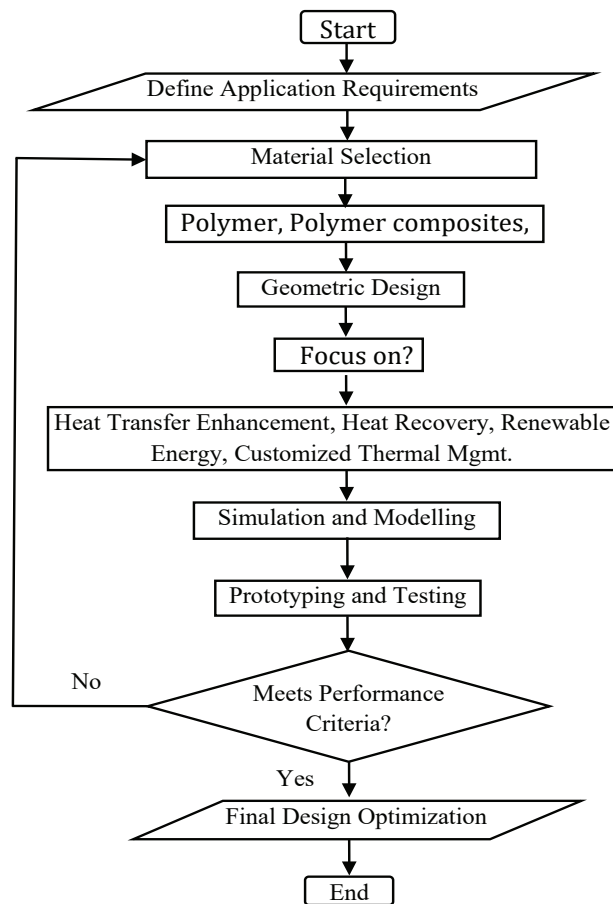 Start
Define Application Requirements
Material Selection
Polymer, Polymer composites,
Geometric Design
Focus on?
Heat Transfer Enhancement, Heat Recovery, Renewable
Energy, Customized Thermal Mgmt.
Simulation and Modelling
Prototyping and Testing
No
Meets Performance
Criteria?
Yes
Final Design Optimization
End